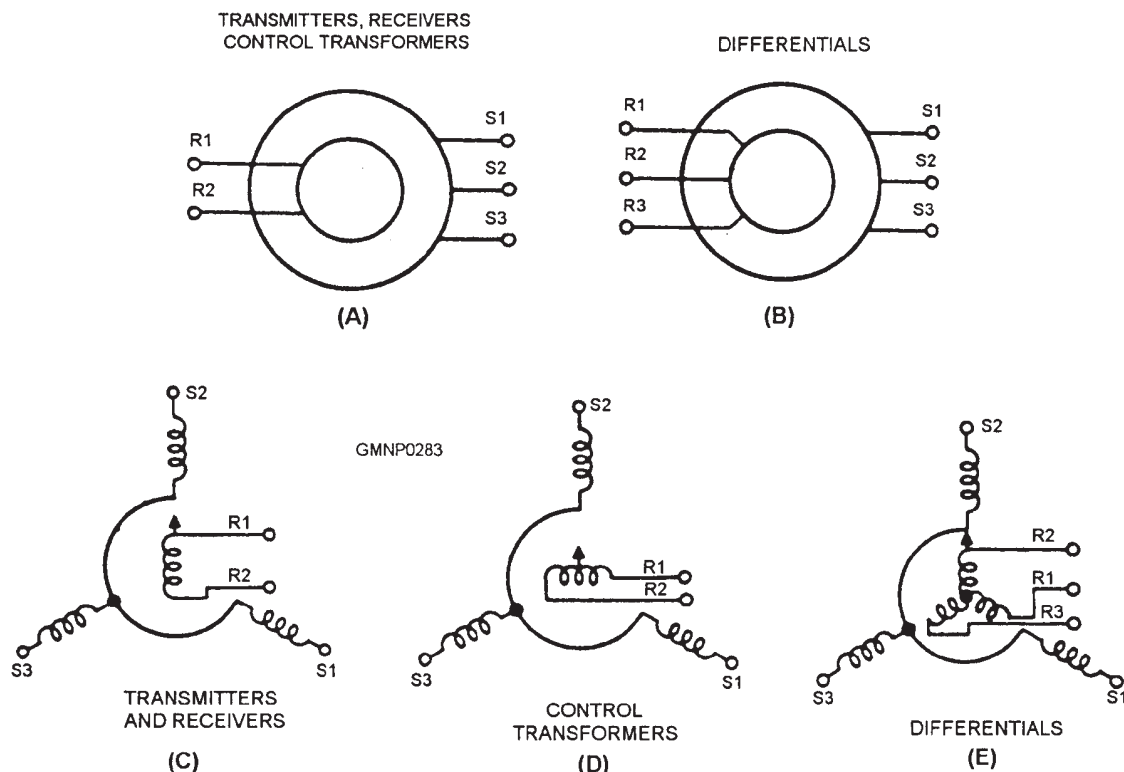 TRANSMITTERS, RECEIVERS
CONTROL TRANSFORMERS
DIFFERENTIALS
R1
R2
S1
S2
S3
(A)
R1
R2
R3
S1
S2
S3
(B)
GMNP0283
S2
R1
R2
S3
S1
TRANSMITTERS
AND RECEIVERS
(C)
S2
R1
R2
S3
S1
CONTROL
TRANSFORMERS
(D)
S2
R2
R1
R3
S3
S1
DIFFERENTIALS
(E)